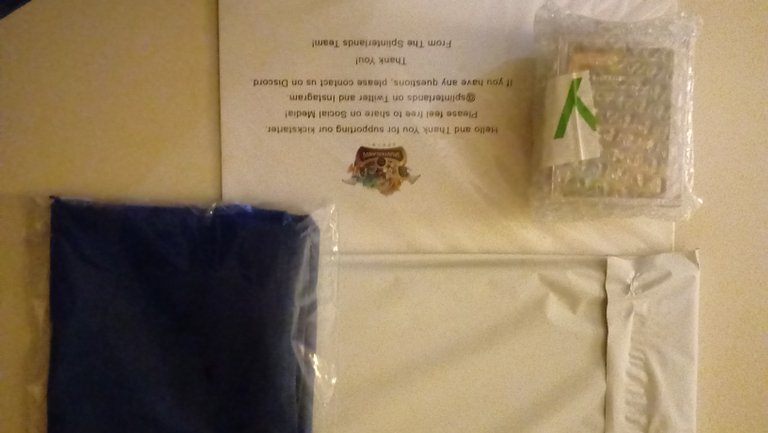 Hello and Thank You for supporting our kickstarter.
Please feel free to share on Social Media!
@splinterlands on Twitter and Instagram.
If you have any questions, please contact us on Discord
Thank You!
From The Splinterlands Team!